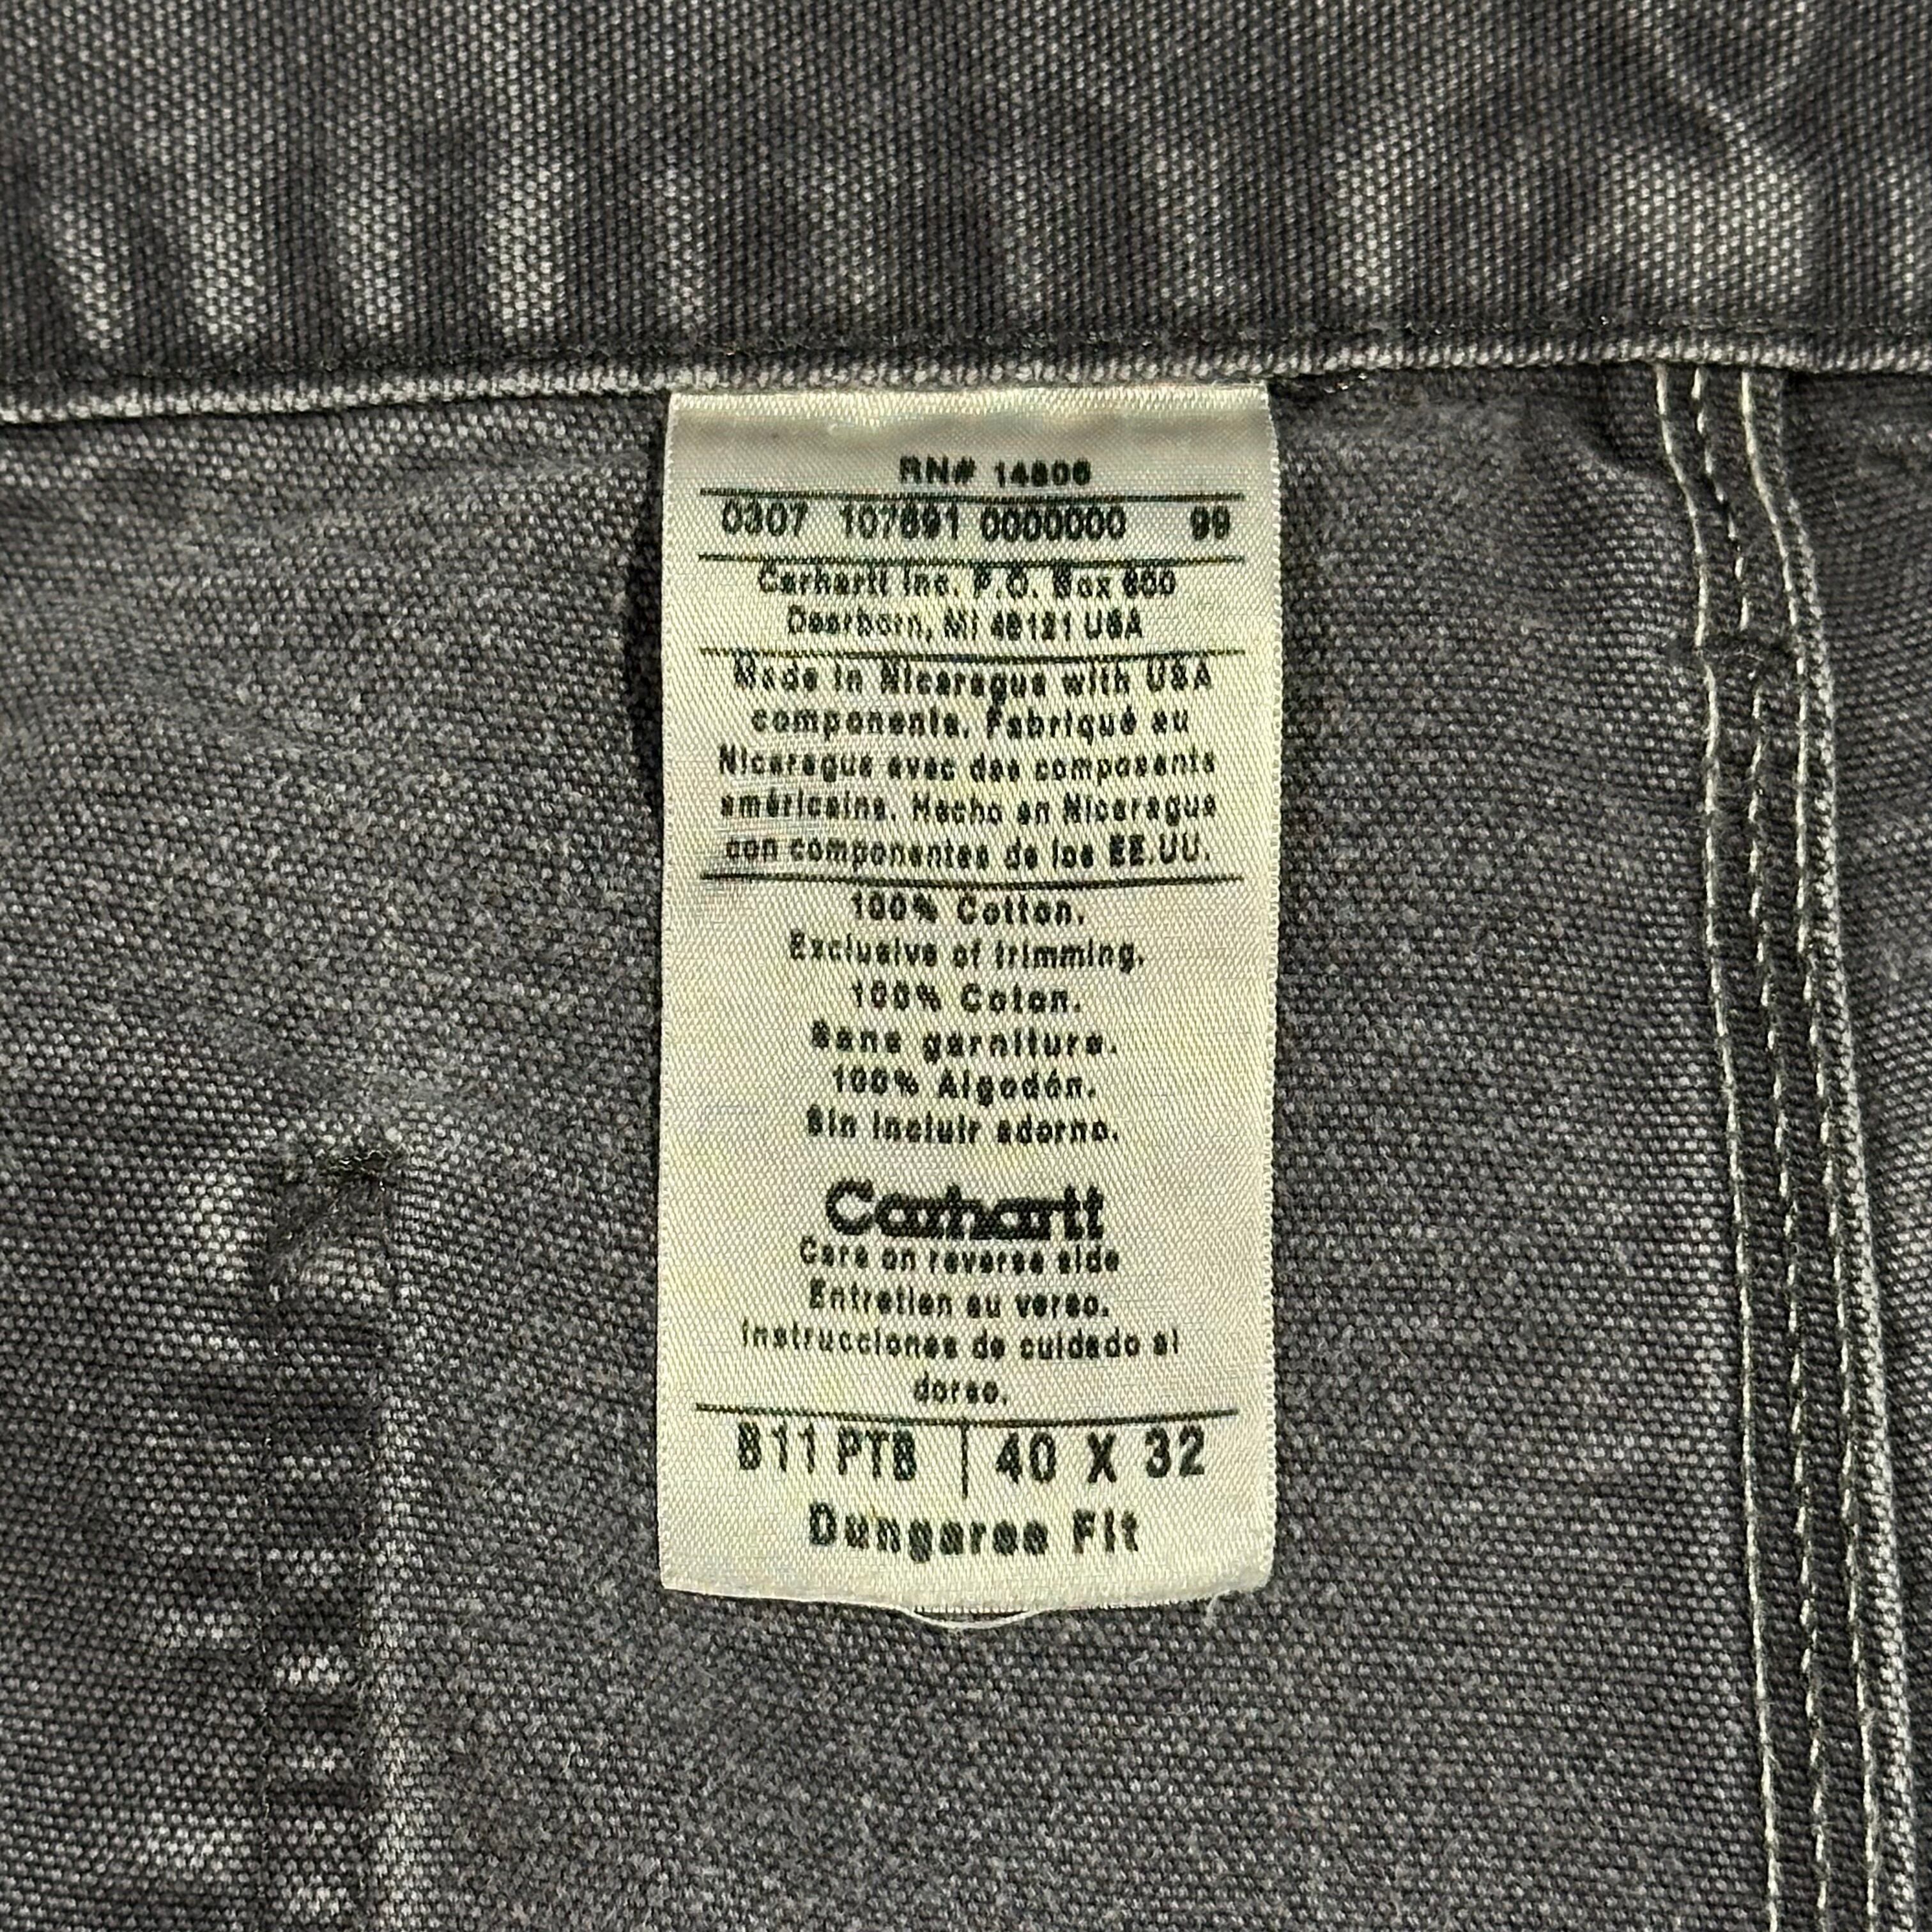 RN# 14806
0307 107691 0000000 99
Carhartt Inc. P.O. Box 600
Dearborn, MI 48121 USA
Made in Nicaragua with USA
components. Fabriqué au
Nicaragua avec des composants
américains. Hecho en Nicaragua
con componentes de los EE.UU.
100% Cotton.
Exclusive of trimming.
100% Coton.
Sans garniture.
100% Algodón.
Sin incluir adorno.
Carhartt
Care on reverse side
Entretien au verso.
Instrucciones de cuidado al
dorso.
B11 PTB 40 X 32
Dungaree Fit